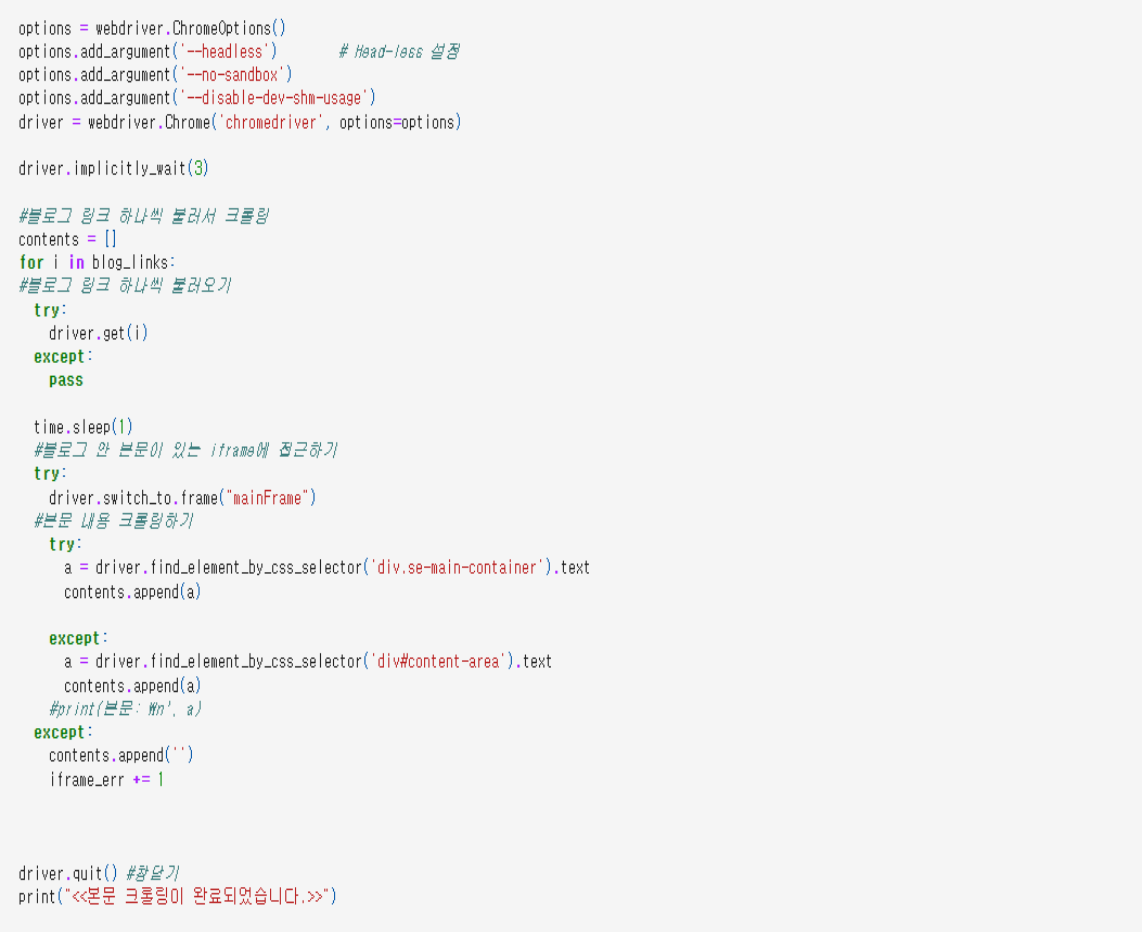 options = webdriver.ChromeOptions()
options.add_argument('--headless')        # Head-less 설정
options.add_argument('--no-sandbox')
options.add_argument('--disable-dev-shm-usage')
driver = webdriver.Chrome('chromedriver', options=options)
driver.implicitly_wait(3)
#블로그 링크 하나씩 불러서 크롤링
contents = []
for i in blog_links:
#블로그 링크 하나씩 불러오기
  try:
    driver.get(i)
  except:
    pass
  time.sleep(1)
  #블로그 안 본문이 있는 iframe에 접근하기
  try:
    driver.switch_to.frame("mainFrame")
  #본문 내용 크롤링하기
    try:
      a = driver.find_element_by_css_selector('div.se-main-container').text
      contents.append(a)
    except:
      a = driver.find_element_by_css_selector('div#content-area').text
      contents.append(a)
    #print(본문: ₩n', a)
  except:
    contents.append('')
    iframe_err += 1
driver.quit() #창닫기
print("<<본문 크롤링이 완료되었습니다.>>")